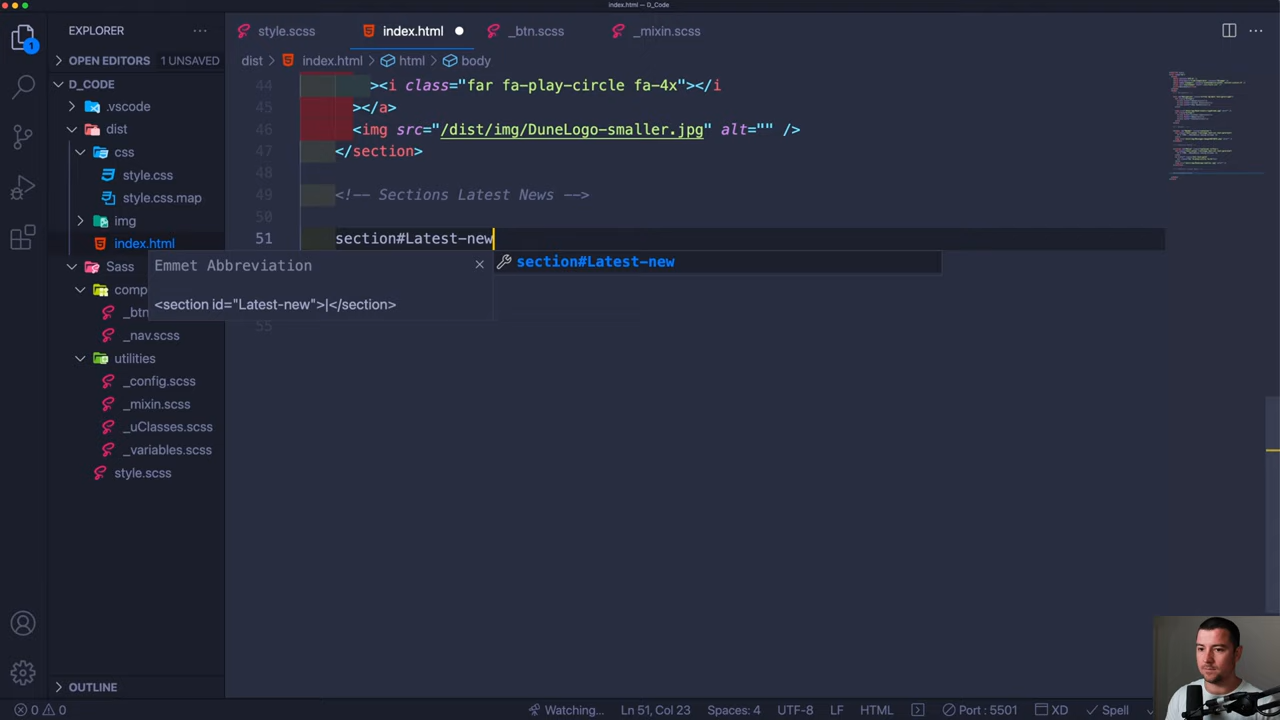 index.html — D_Code
EXPLORER
style.scss
index.html
_btn.scss
_mixin.scss
OPEN EDITORS 1 UNSAVED
dist > index.html > html > body
D_CODE
44 ><i class="far fa-play-circle fa-4x"></i
.vscode
45 ></a>
dist
46 <img src="/dist/img/DuneLogo-smaller.jpg" alt="" />
css
47 </section>
style.css
48
style.css.map
49 <!-- Sections Latest News -->
img
50
index.html
51 section#Latest-new
Sass
Emmet Abbreviation
section#Latest-new
comp
<section id="Latest-new">|</section>
_btn
55
_nav.scss
utilities
_config.scss
_mixin.scss
_uClasses.scss
_variables.scss
style.scss
1
OUTLINE
0 0
Watching...
Ln 51, Col 23
Spaces: 4
UTF-8
LF
HTML
Port : 5501
XD
Spell